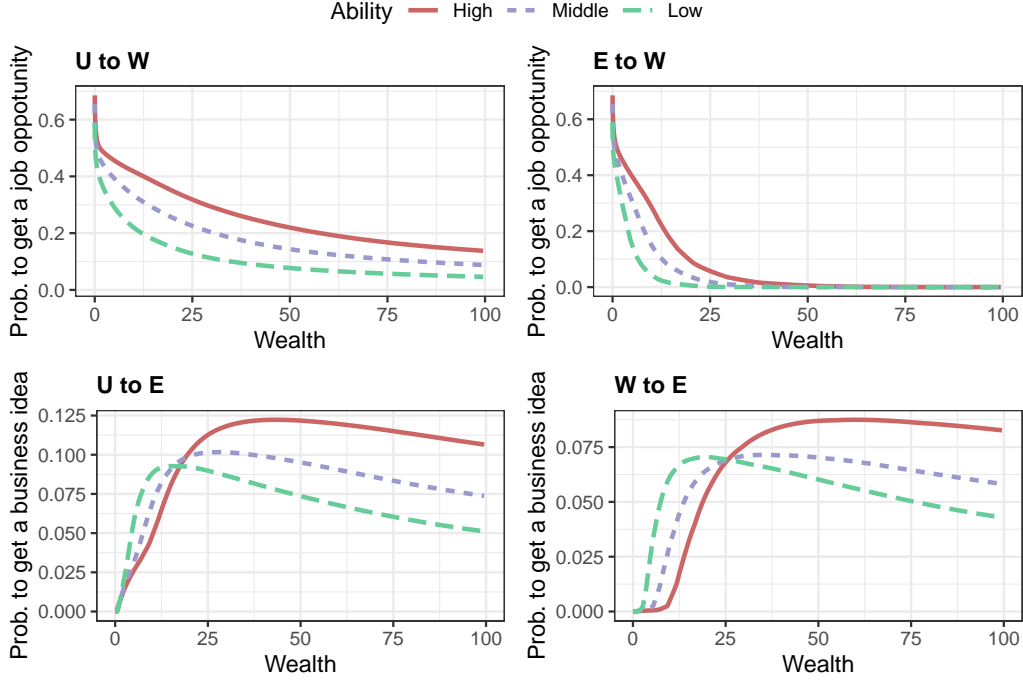 Ability High Middle Low
U to W
Prob. to get a job oppotunity
0.6
0.4
0.2
0.0
0 25 50 75 100
Wealth
E to W
Prob. to get a job oppotunity
0.6
0.4
0.2
0.0
0 25 50 75 100
Wealth
U to E
Prob. to get a business idea
0.125
0.100
0.075
0.050
0.025
0.000
0 25 50 75 100
Wealth
W to E
Prob. to get a business idea
0.075
0.050
0.025
0.000
0 25 50 75 100
Wealth